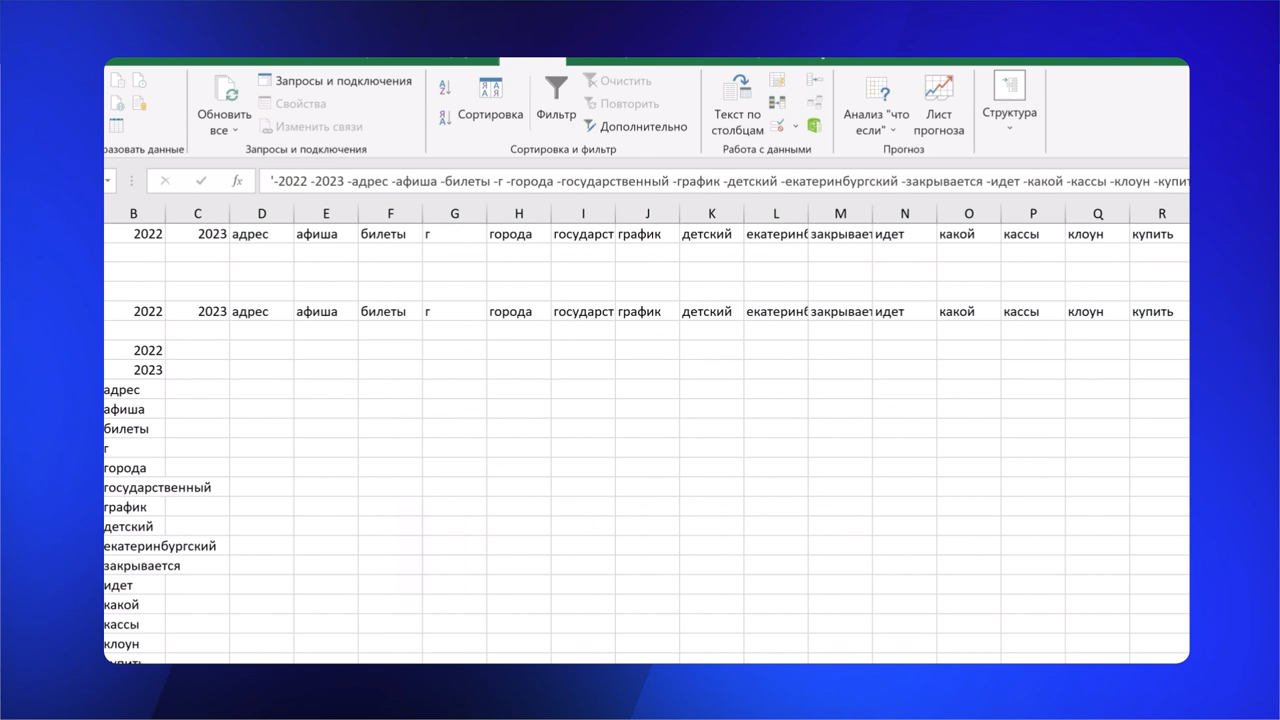 Запросы и подключения
Свойства
Изменить связи
Обновить
все
Сортировка
Фильтр
Очистить
Повторить
Дополнительно
Текст по
столбцам
Анализ "что
если"
Лист
прогноза
Структура
данные
Запросы и подключения
Сортировка и фильтр
Работа с данными
Прогноз
fx '-2022 -2023 -адрес -афиша -билеты -г -города -государственный -график -детский -екатеринбургский -закрывается -идет -какой -кассы -клоун
B C D E F G H I J K L M N O P Q R
2022 2023 адрес афиша билеты г города государст график детский екатеринб закрывает идет какой кассы клоун купить
2022 2023 адрес афиша билеты г города государст график детский екатеринб закрывает идет какой кассы клоун купить
2022
2023
адрес
афиша
билеты
г
города
государственный
график
детский
екатеринбургский
закрывается
идет
какой
кассы
клоун